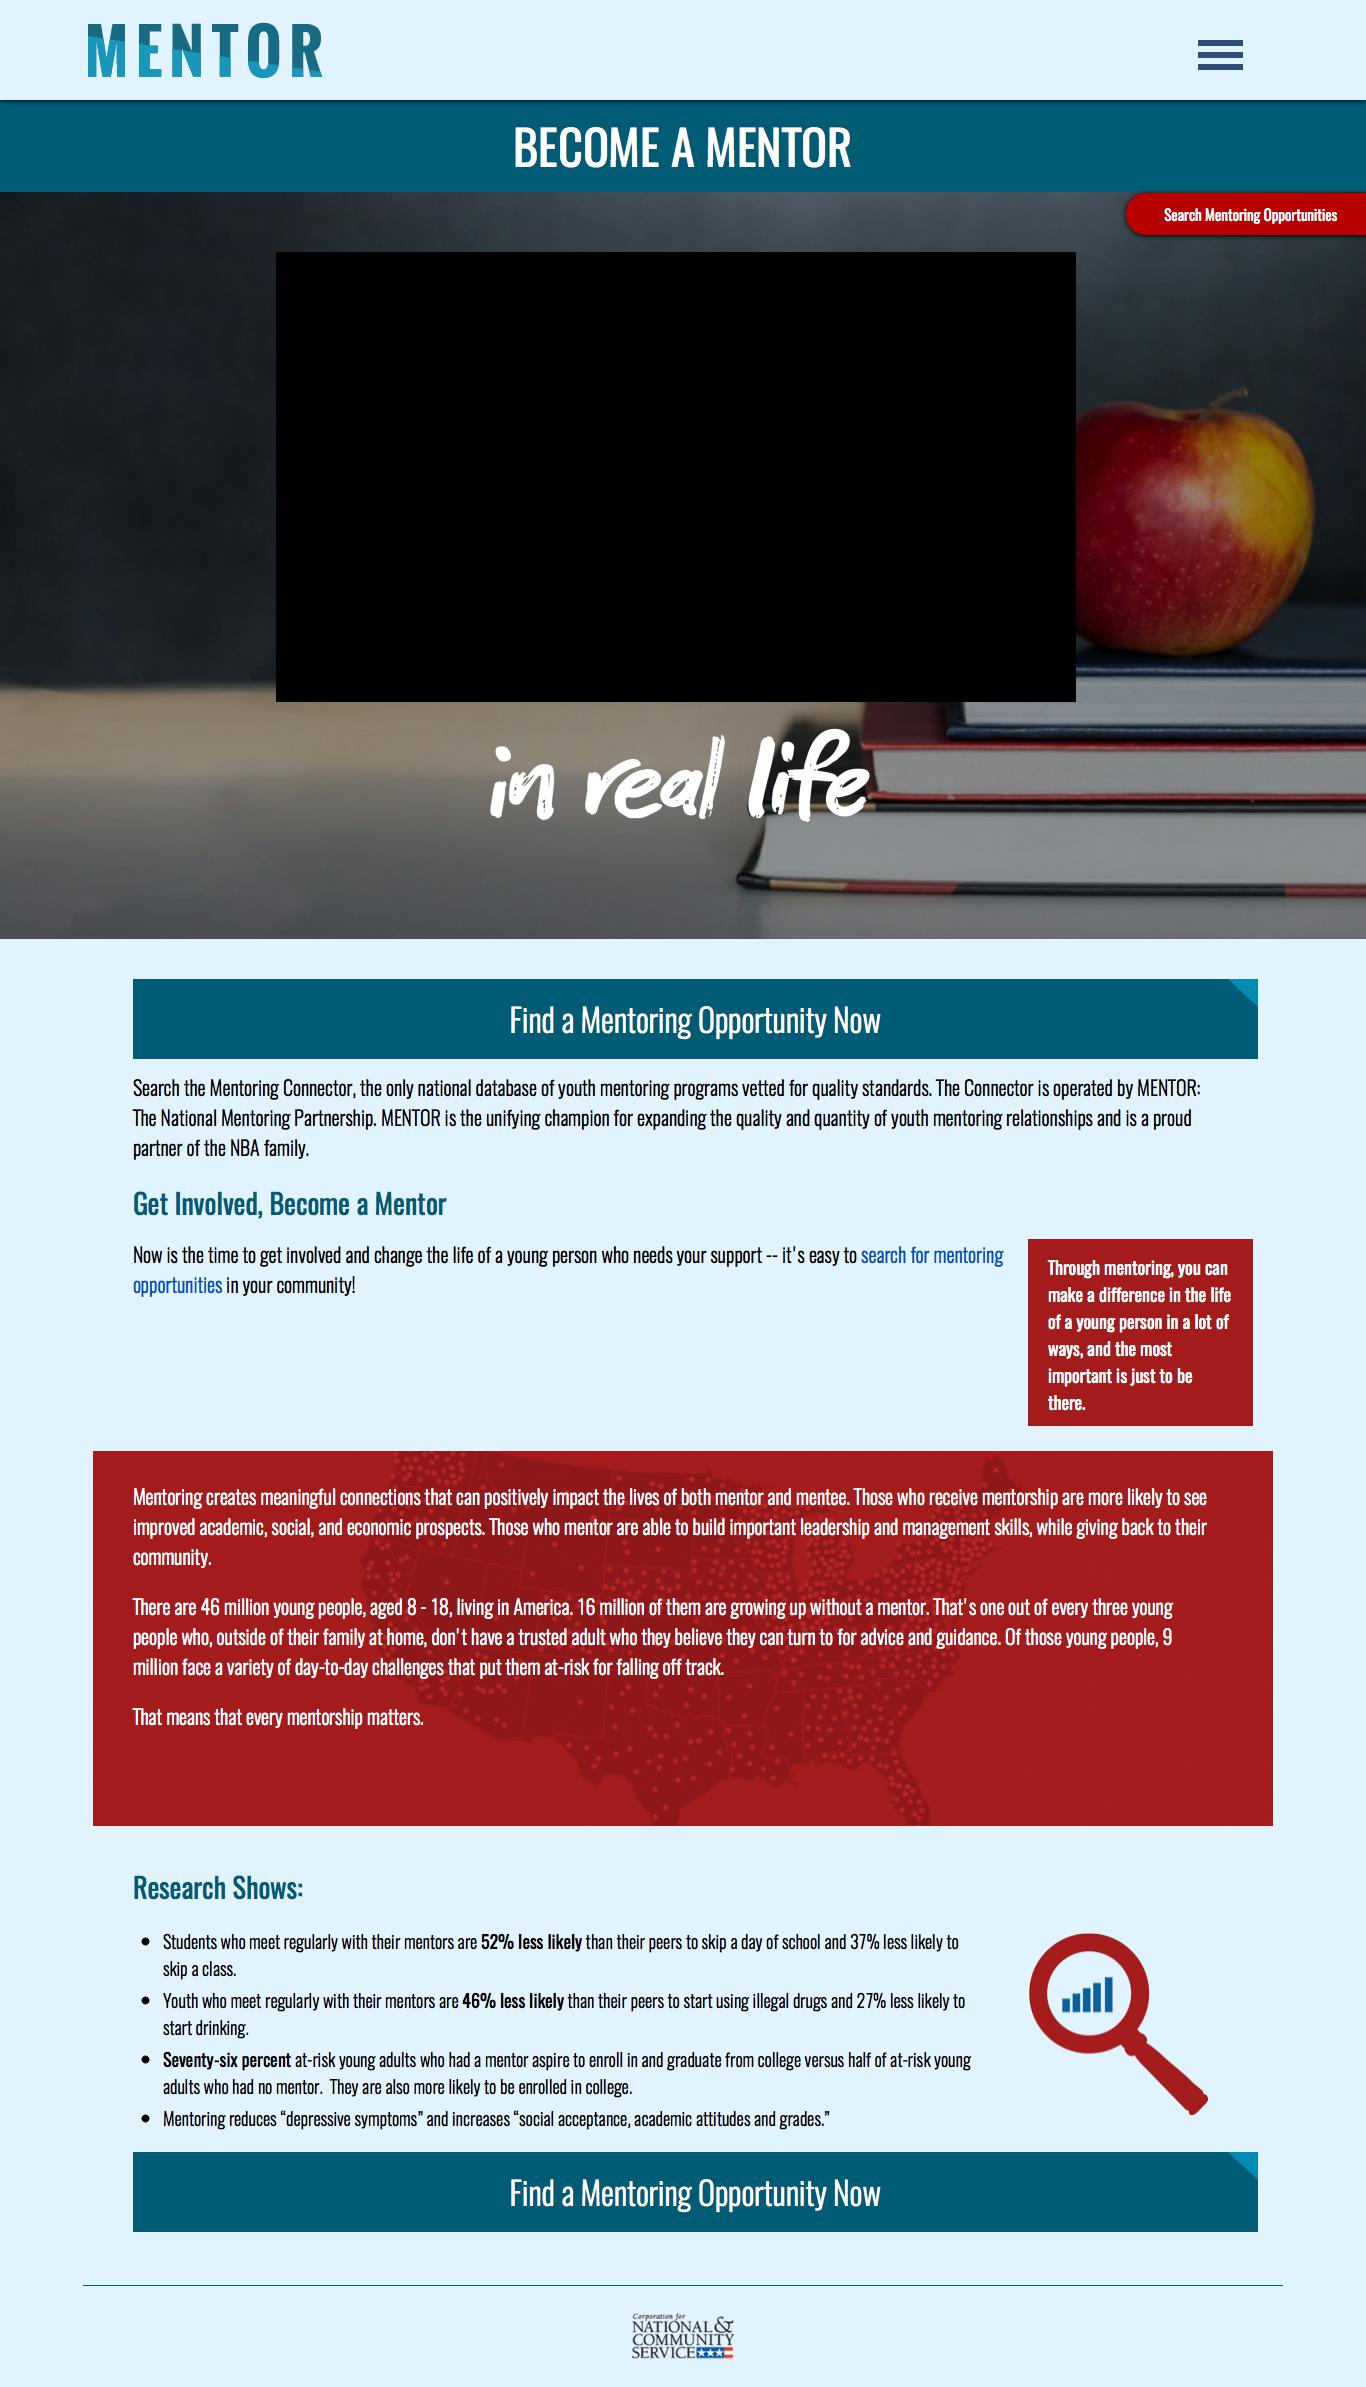 MENTOR
BECOME A MENTOR
Search Mentoring Opportunities
in real life
Find a Mentoring Opportunity Now
Search the Mentoring Connector, the only national database of youth mentoring programs vetted for quality standards. The Connector is operated by MENTOR:
The National Mentoring Partnership. MENTOR is the unifying champion for expanding the quality and quantity of youth mentoring relationships and is a proud
partner of the NBA family.
Get Involved, Become a Mentor
Now is the time to get involved and change the life of a young person who needs your support -- it's easy to search for mentoring
opportunities in your community!
Through mentoring, you can
make a difference in the life
of a young person in a lot of
ways, and the most
important is just to be
there.
Mentoring creates meaningful connections that can positively impact the lives of both mentor and mentee. Those who receive mentorship are more likely to see
improved academic, social, and economic prospects. Those who mentor are able to build important leadership and management skills, while giving back to their
community.
There are 46 million young people, aged 8 - 18, living in America. 16 million of them are growing up without a mentor. That's one out of every three young
people who, outside of their family at home, don't have a trusted adult who they believe they can turn to for advice and guidance. Of those young people, 9
million face a variety of day-to-day challenges that put them at-risk for falling off track.
That means that every mentorship matters.
Research Shows:
Students who meet regularly with their mentors are 52% less likely than their peers to skip a day of school and 37% less likely to
skip a class.
Youth who meet regularly with their mentors are 46% less likely than their peers to start using illegal drugs and 27% less likely to
start drinking.
Seventy-six percent at-risk young adults who had a mentor aspire to enroll in and graduate from college versus half of at-risk young
adults who had no mentor. They are also more likely to be enrolled in college.
Mentoring reduces “depressive symptoms” and increases “social acceptance, academic attitudes and grades.”
Find a Mentoring Opportunity Now
Corporation for
NATIONAL &
COMMUNITY
SERVICE